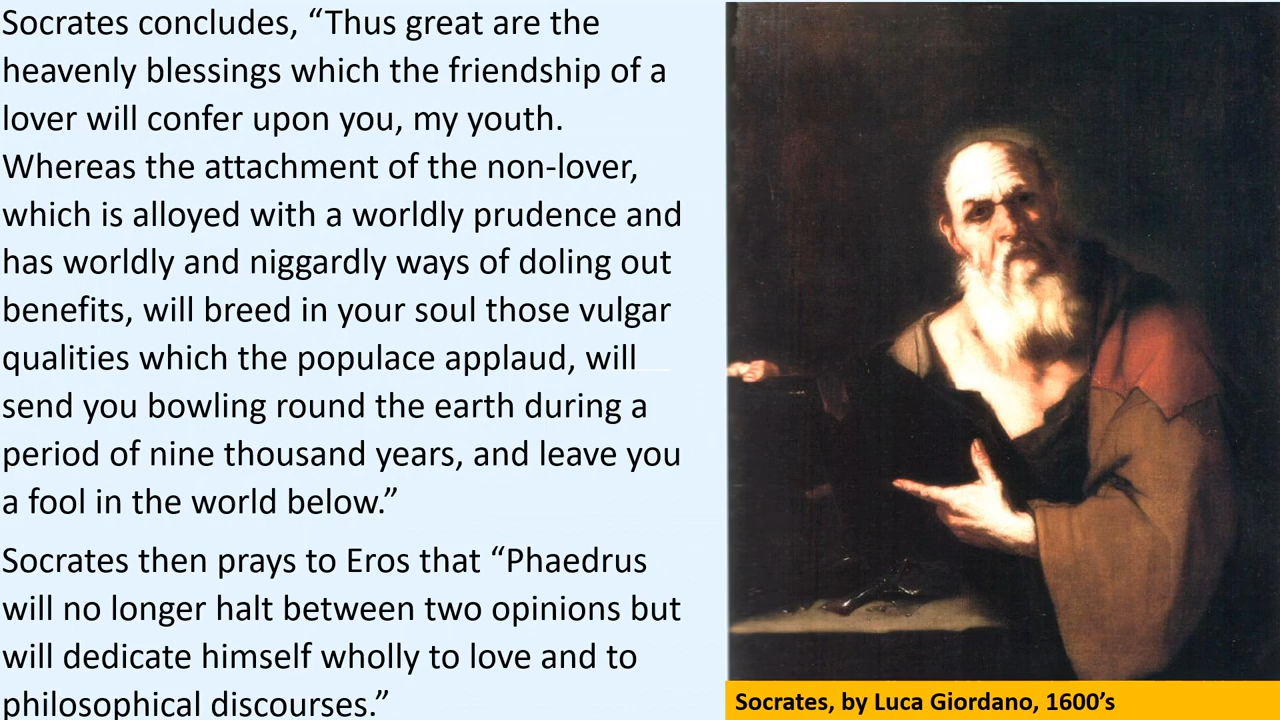 Socrates concludes, “Thus great are the
heavenly blessings which the friendship of a
lover will confer upon you, my youth.
Whereas the attachment of the non-lover,
which is alloyed with a worldly prudence and
has worldly and niggardly ways of doling out
benefits, will breed in your soul those vulgar
qualities which the populace applaud, will
send you bowling round the earth during a
period of nine thousand years, and leave you
a fool in the world below.”
Socrates then prays to Eros that “Phaedrus
will no longer halt between two opinions but
will dedicate himself wholly to love and to
philosophical discourses.”
Socrates, by Luca Giordano, 1600’s